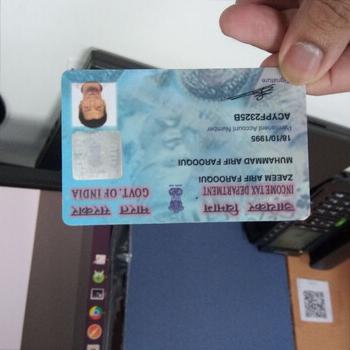 आयकर विभाग
INCOME TAX DEPARTMENT
भारत सरकार
GOVT. OF INDIA
ZAEEM ARIF FAROOQUI
MUHAMMAD ARIF FAROOQUI
18/10/1995
Permanent Account Number
ACYPF2325B
Signature